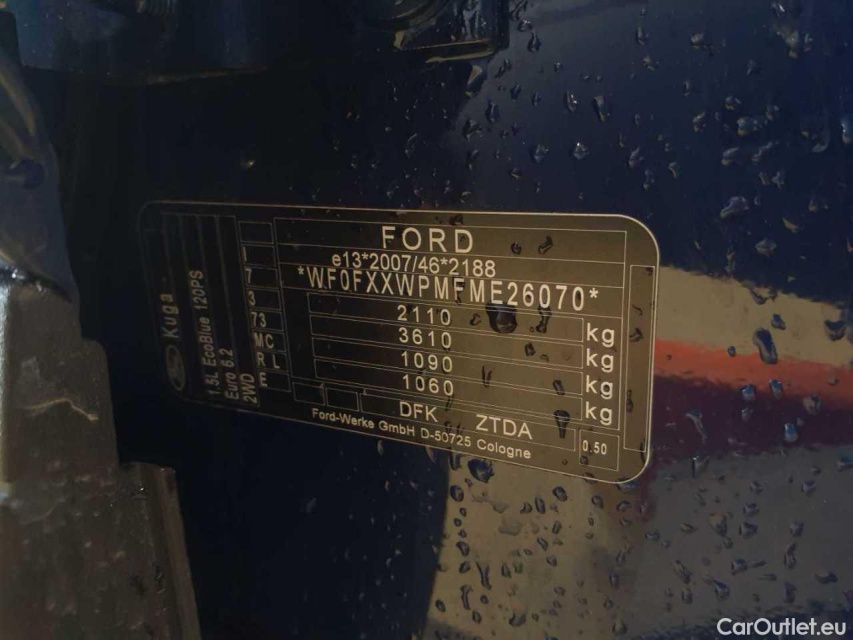 FORD
e13*2007/46*2188
*WF0FXXWPMFME26070*
2110 kg
3610 kg
1090 kg
1060 kg
DFK ZTDA
Ford-Werke GmbH D-50725 Cologne
0.50
1
7
3
73
MC
RL
E
Kuga
1.5L EcoBlue 120PS
Euro 6.2
2WD
CarOutlet.eu